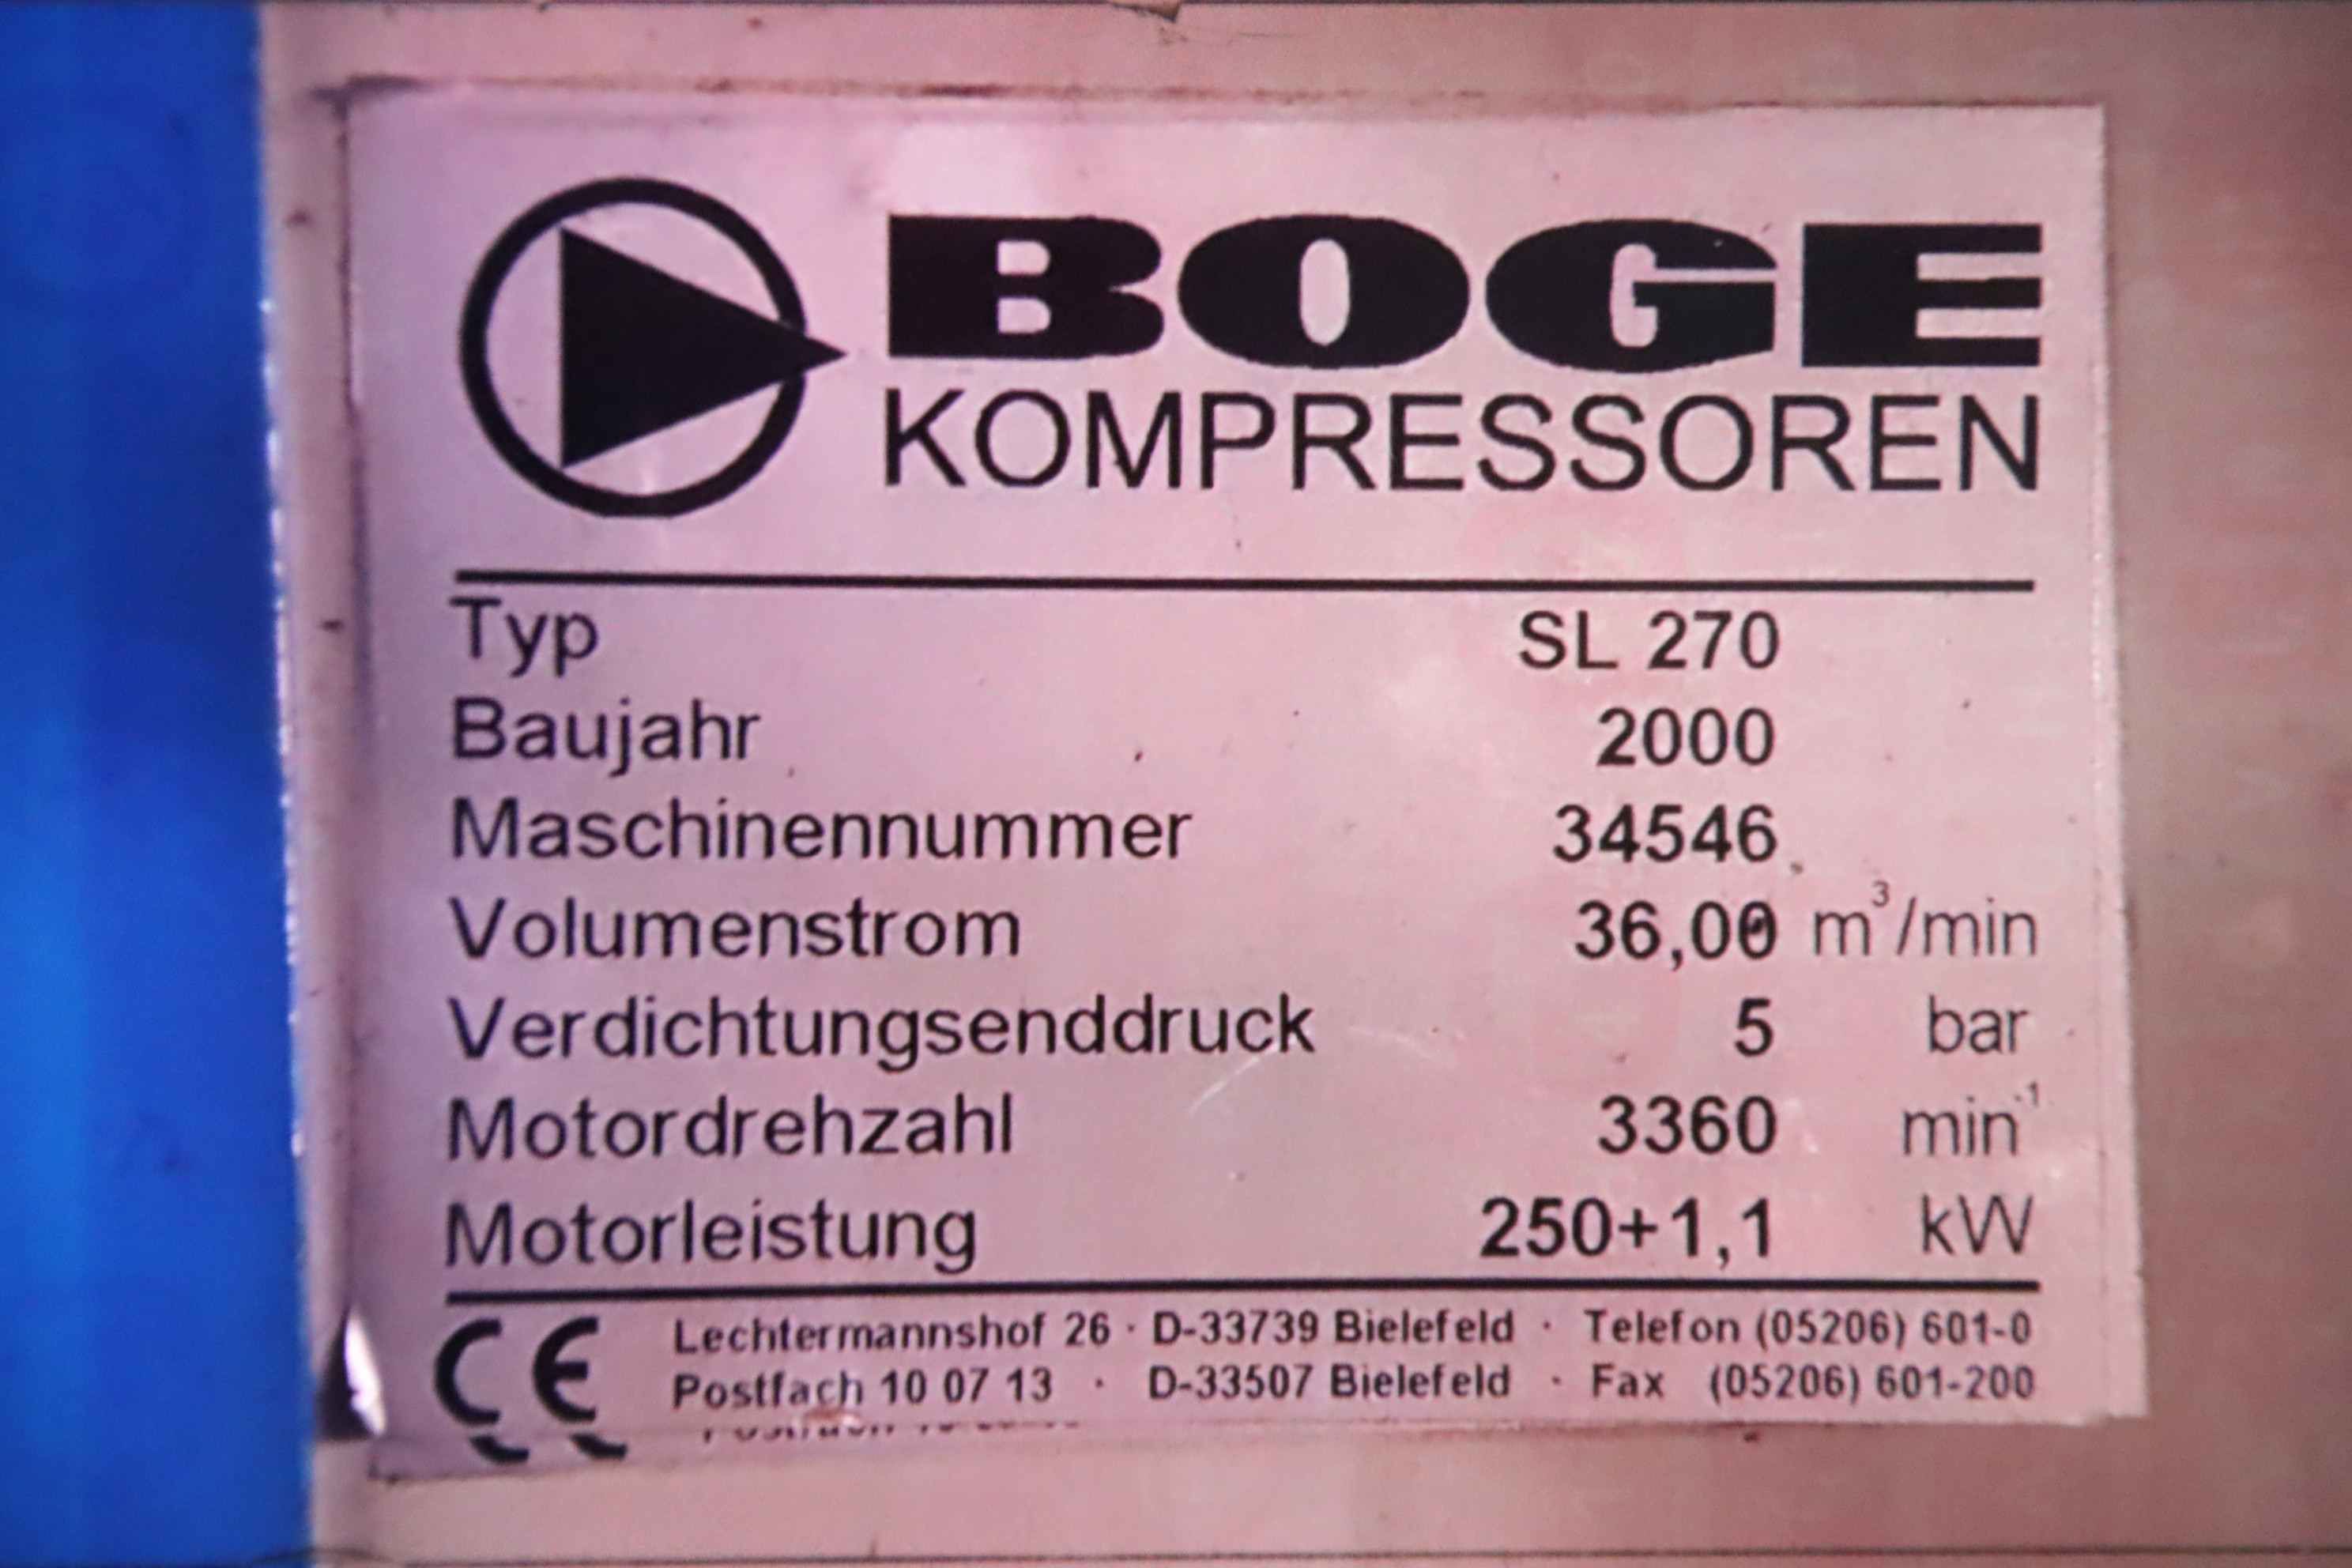 BOGE
KOMPRESSOREN
Typ SL 270
Baujahr 2000
Maschinennummer 34546
Volumenstrom 36,00 m³/min
Verdichtungsenddruck 5 bar
Motordrehzahl 3360 min⁻¹
Motorleistung 250+1,1 kW
CE Lechtermannshof 26 · D-33739 Bielefeld · Telefon (05206) 601-0
Postfach 10 07 13 · D-33507 Bielefeld · Fax (05206) 601-200